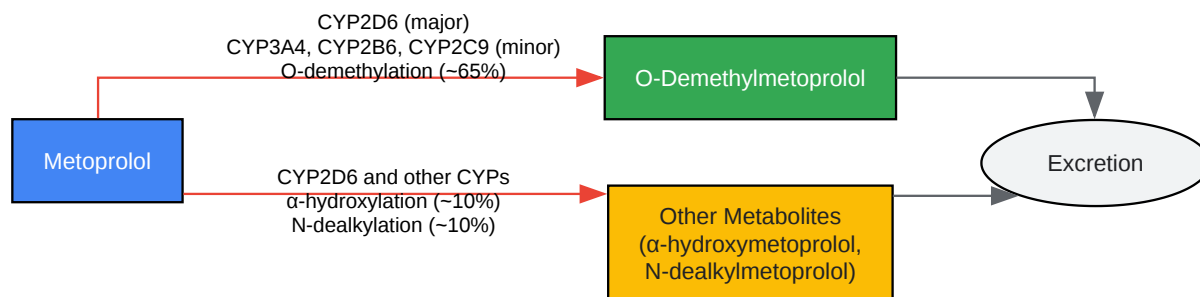 CYP2D6 (major)
CYP3A4, CYP2B6, CYP2C9 (minor)
O-demethylation (~65%)
O-Demethylmetoprolol
Metoprolol
Excretion
CYP2D6 and other CYPs
α-hydroxylation (~10%)
N-dealkylation (~10%)
Other Metabolites
(α-hydroxymetoprolol,
N-dealkylmetoprolol)